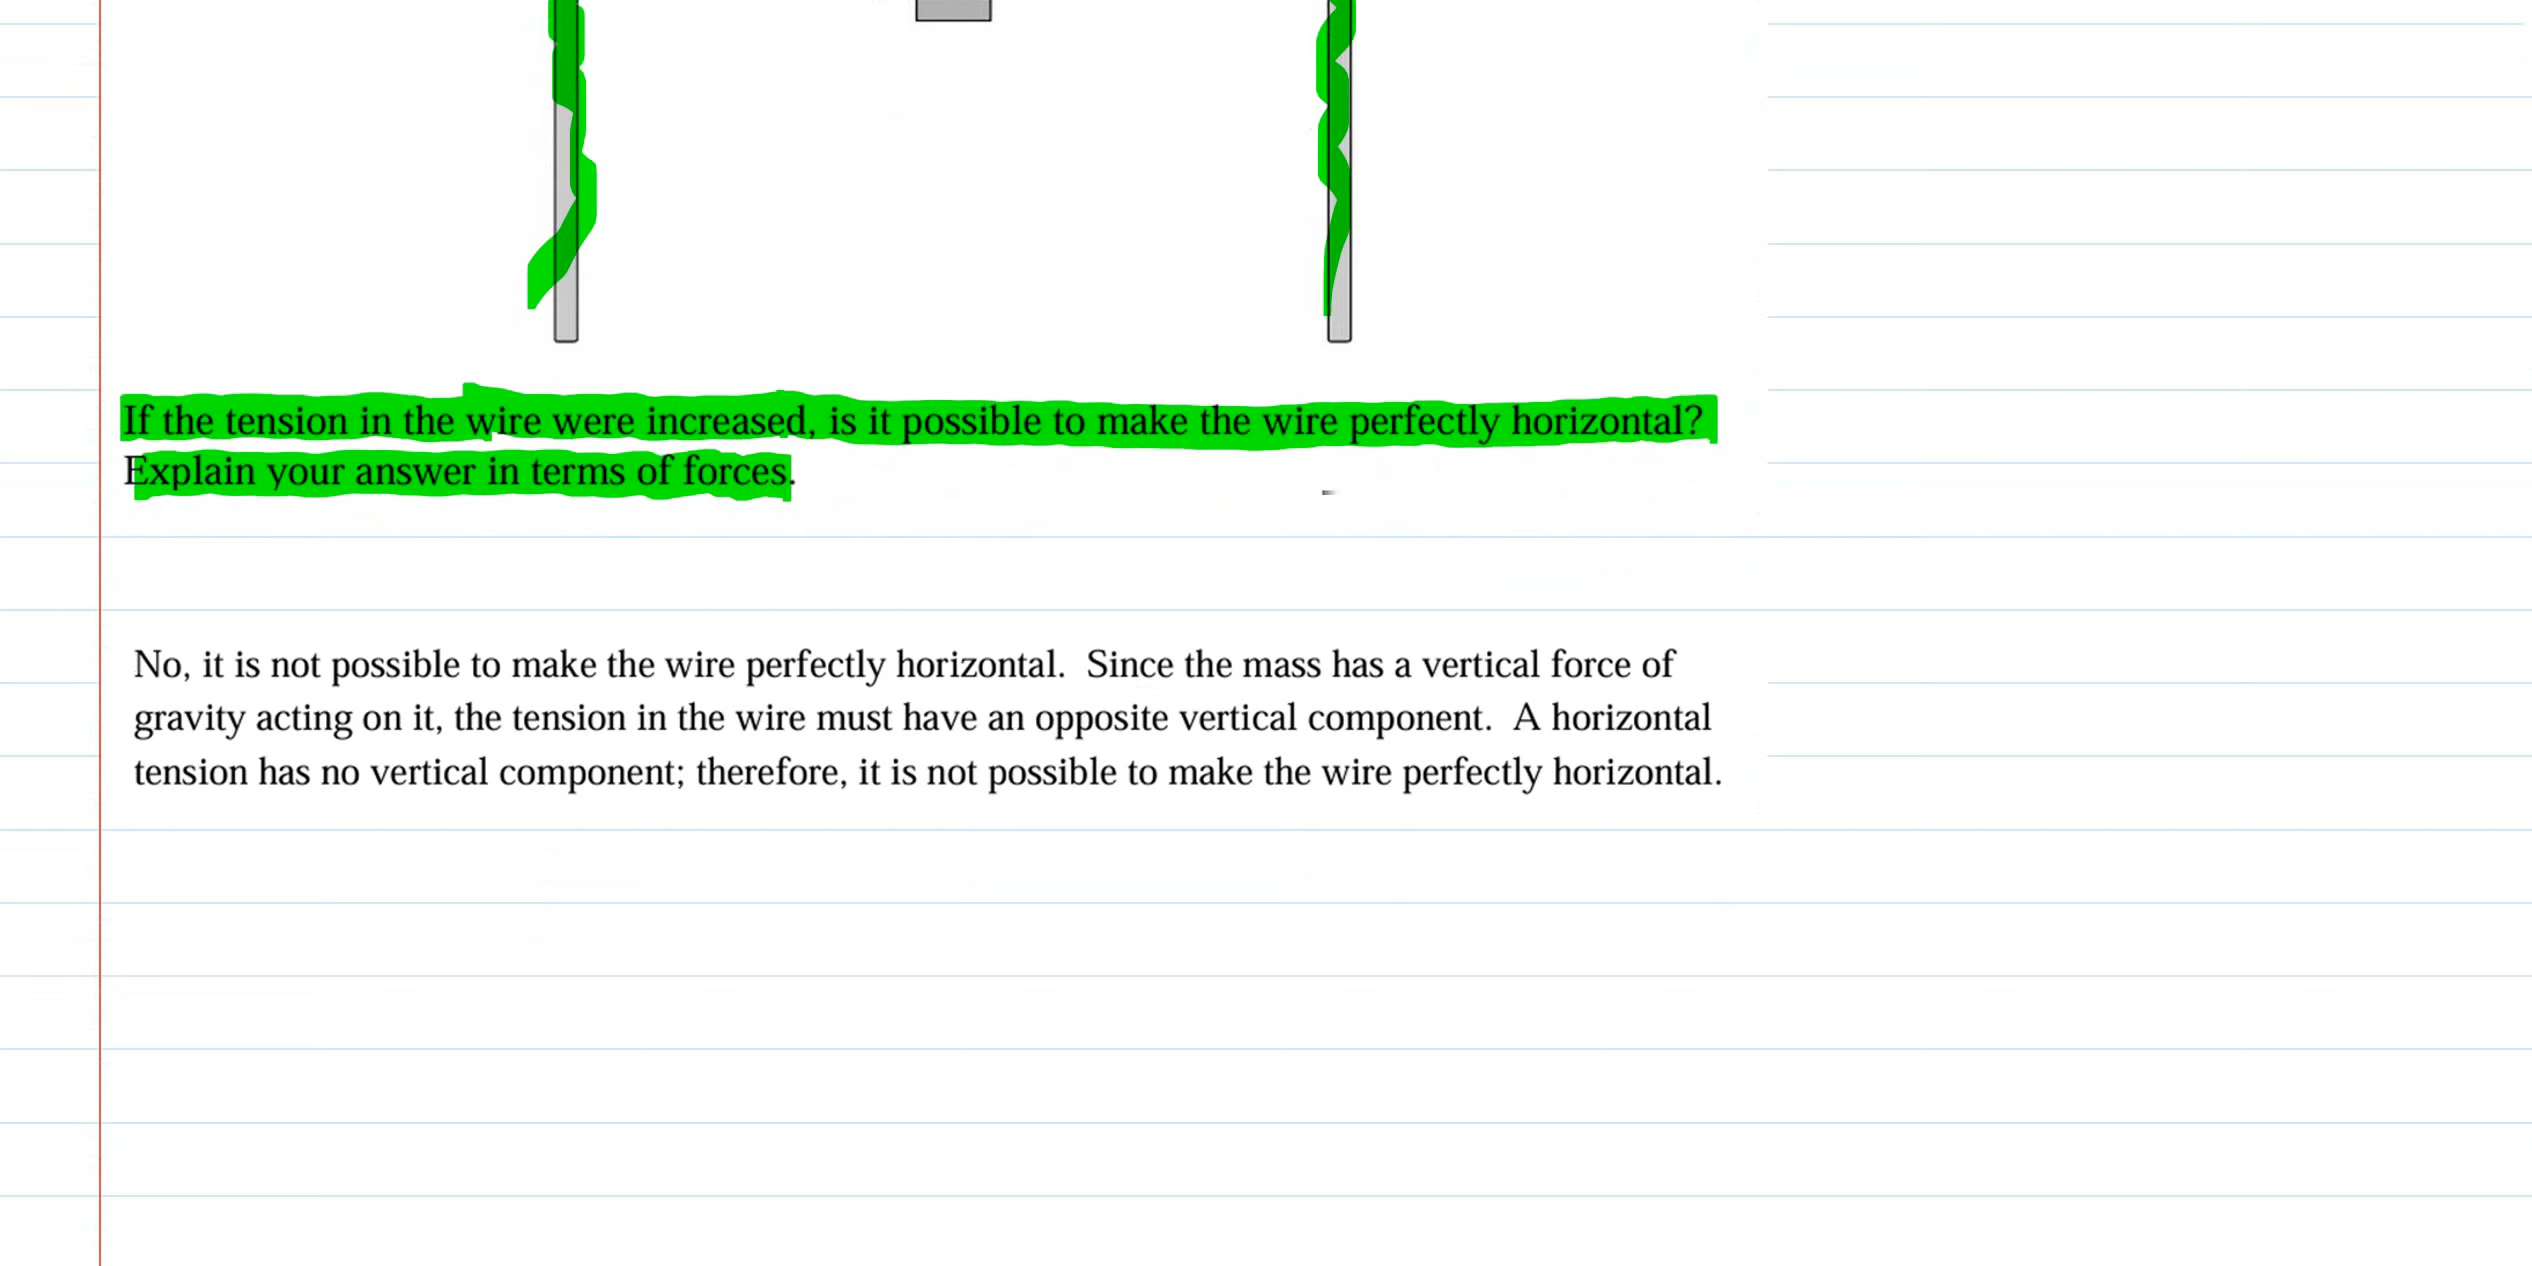 If the tension in the wire were increased, is it possible to make the wire perfectly horizontal?
Explain your answer in terms of forces.
No, it is not possible to make the wire perfectly horizontal.  Since the mass has a vertical force of
gravity acting on it, the tension in the wire must have an opposite vertical component.  A horizontal
tension has no vertical component; therefore, it is not possible to make the wire perfectly horizontal.